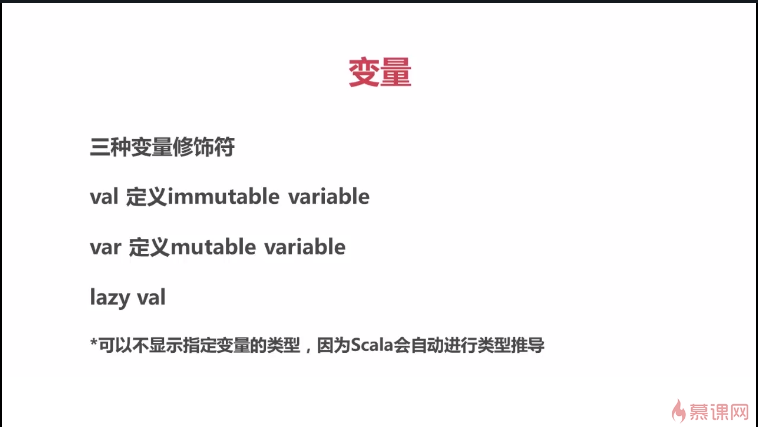 变量
三种变量修饰符
val 定义immutable variable
var 定义mutable variable
lazy val
*可以不显示指定变量的类型，因为Scala会自动进行类型推导
慕课网